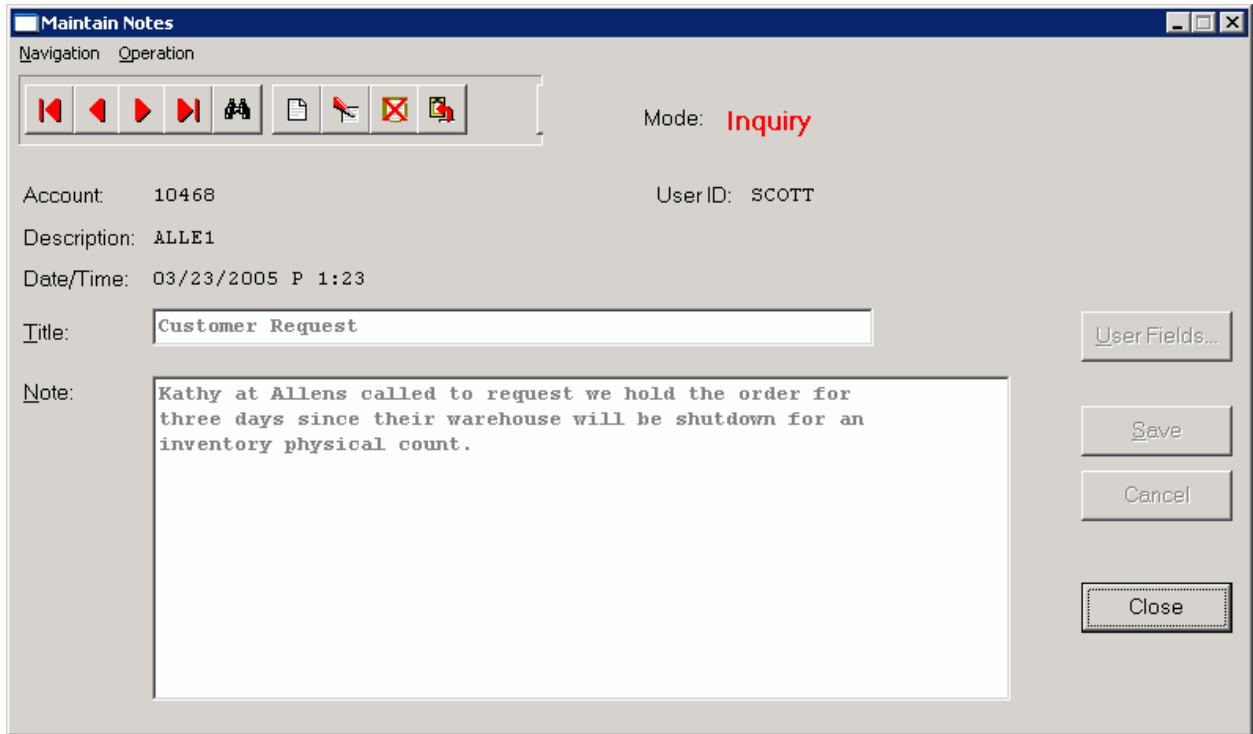 Maintain Notes
Navigation Operation
Mode: Inquiry
Account: 10468 User ID: SCOTT
Description: ALLE1
Date/Time: 03/23/2005 P 1:23
Title: Customer Request
User Fields...
Note: Kathy at Allens called to request we hold the order for
three days since their warehouse will be shutdown for an
inventory physical count.
Save
Cancel
Close